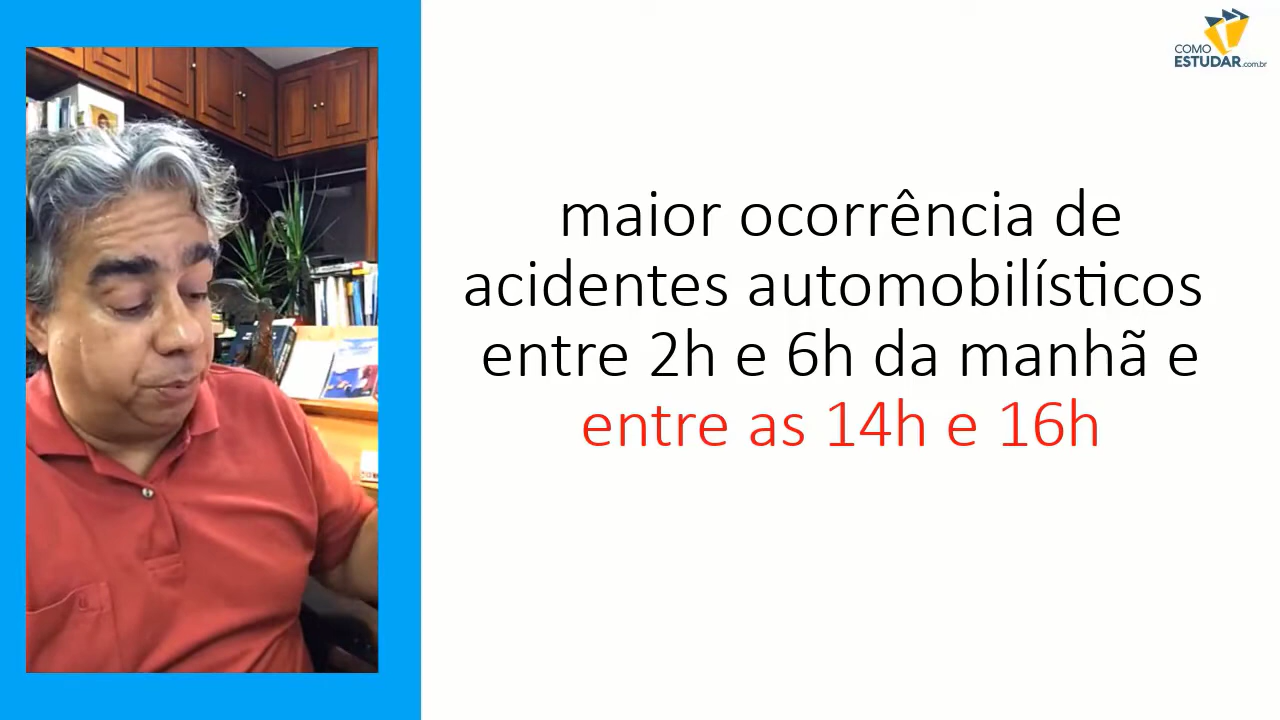 COMO
ESTUDAR.com.br
maior ocorrência de
acidentes automobilísticos
entre 2h e 6h da manhã e
entre as 14h e 16h